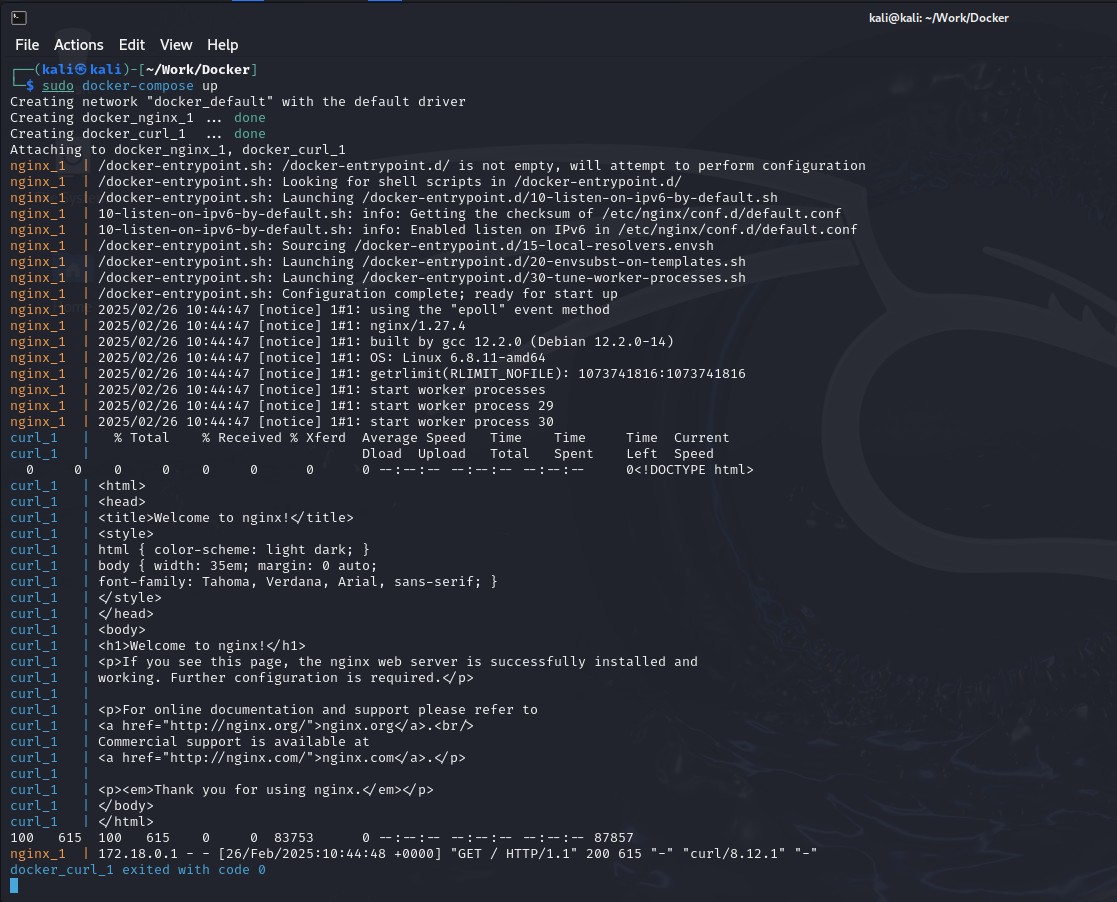 kali@kali: ~/Work/Docker
File Actions Edit View Help
┌──(kali㉿kali)-[~/Work/Docker]
└─$ sudo docker-compose up
Creating network "docker_default" with the default driver
Creating docker_nginx_1 ... done
Creating docker_curl_1  ... done
Attaching to docker_nginx_1, docker_curl_1
nginx_1  | /docker-entrypoint.sh: /docker-entrypoint.d/ is not empty, will attempt to perform configuration
nginx_1  | /docker-entrypoint.sh: Looking for shell scripts in /docker-entrypoint.d/
nginx_1  | /docker-entrypoint.sh: Launching /docker-entrypoint.d/10-listen-on-ipv6-by-default.sh
nginx_1  | 10-listen-on-ipv6-by-default.sh: info: Getting the checksum of /etc/nginx/conf.d/default.conf
nginx_1  | 10-listen-on-ipv6-by-default.sh: info: Enabled listen on IPv6 in /etc/nginx/conf.d/default.conf
nginx_1  | /docker-entrypoint.sh: Sourcing /docker-entrypoint.d/15-local-resolvers.envsh
nginx_1  | /docker-entrypoint.sh: Launching /docker-entrypoint.d/20-envsubst-on-templates.sh
nginx_1  | /docker-entrypoint.sh: Launching /docker-entrypoint.d/30-tune-worker-processes.sh
nginx_1  | /docker-entrypoint.sh: Configuration complete; ready for start up
nginx_1  | 2025/02/26 10:44:47 [notice] 1#1: using the "epoll" event method
nginx_1  | 2025/02/26 10:44:47 [notice] 1#1: nginx/1.27.4
nginx_1  | 2025/02/26 10:44:47 [notice] 1#1: built by gcc 12.2.0 (Debian 12.2.0-14)
nginx_1  | 2025/02/26 10:44:47 [notice] 1#1: OS: Linux 6.8.11-amd64
nginx_1  | 2025/02/26 10:44:47 [notice] 1#1: getrlimit(RLIMIT_NOFILE): 1073741816:1073741816
nginx_1  | 2025/02/26 10:44:47 [notice] 1#1: start worker processes
nginx_1  | 2025/02/26 10:44:47 [notice] 1#1: start worker process 29
nginx_1  | 2025/02/26 10:44:47 [notice] 1#1: start worker process 30
curl_1   |   % Total    % Received % Xferd  Average Speed   Time    Time     Time  Current
curl_1   |                                  Dload  Upload   Total   Spent    Left  Speed
  0     0    0     0    0     0      0      0 --:--:-- --:--:-- --:--:--     0<!DOCTYPE html>
curl_1   | <html>
curl_1   | <head>
curl_1   | <title>Welcome to nginx!</title>
curl_1   | <style>
curl_1   | html { color-scheme: light dark; }
curl_1   | body { width: 35em; margin: 0 auto;
curl_1   | font-family: Tahoma, Verdana, Arial, sans-serif; }
curl_1   | </style>
curl_1   | </head>
curl_1   | <body>
curl_1   | <h1>Welcome to nginx!</h1>
curl_1   | <p>If you see this page, the nginx web server is successfully installed and
curl_1   | working. Further configuration is required.</p>
curl_1   |
curl_1   | <p>For online documentation and support please refer to
curl_1   | <a href="http://nginx.org/">nginx.org</a>.<br/>
curl_1   | Commercial support is available at
curl_1   | <a href="http://nginx.com/">nginx.com</a>.</p>
curl_1   |
curl_1   | <p><em>Thank you for using nginx.</em></p>
curl_1   | </body>
curl_1   | </html>
100   615  100   615    0     0  83753      0 --:--:-- --:--:-- --:--:-- 87857
nginx_1  | 172.18.0.1 - - [26/Feb/2025:10:44:48 +0000] "GET / HTTP/1.1" 200 615 "-" "curl/8.12.1" "-"
docker_curl_1 exited with code 0